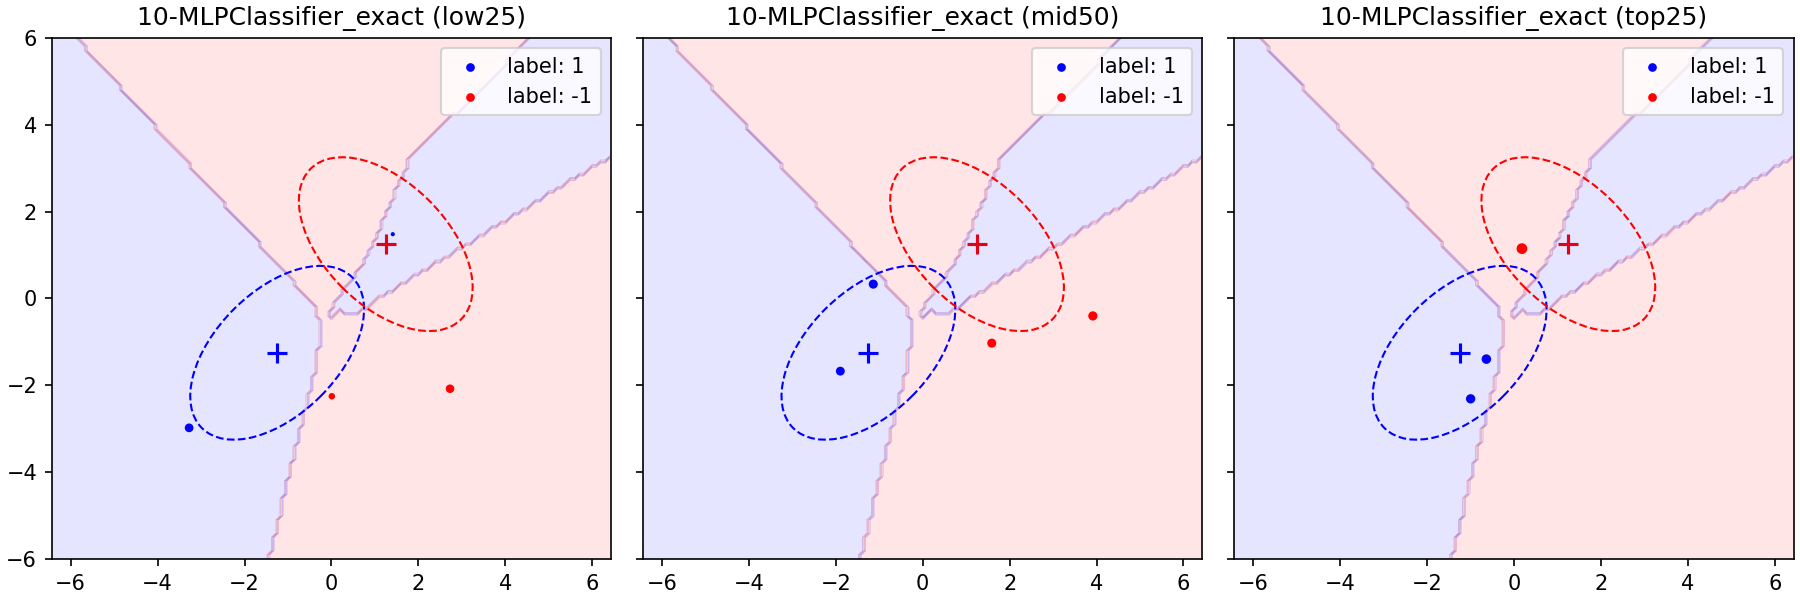 10-MLPClassifier_exact (low25)
label: 1
label: -1
6
4
2
0
−2
−4
−6
−6 −4 −2 0 2 4 6
10-MLPClassifier_exact (mid50)
label: 1
label: -1
−6 −4 −2 0 2 4 6
10-MLPClassifier_exact (top25)
label: 1
label: -1
−6 −4 −2 0 2 4 6